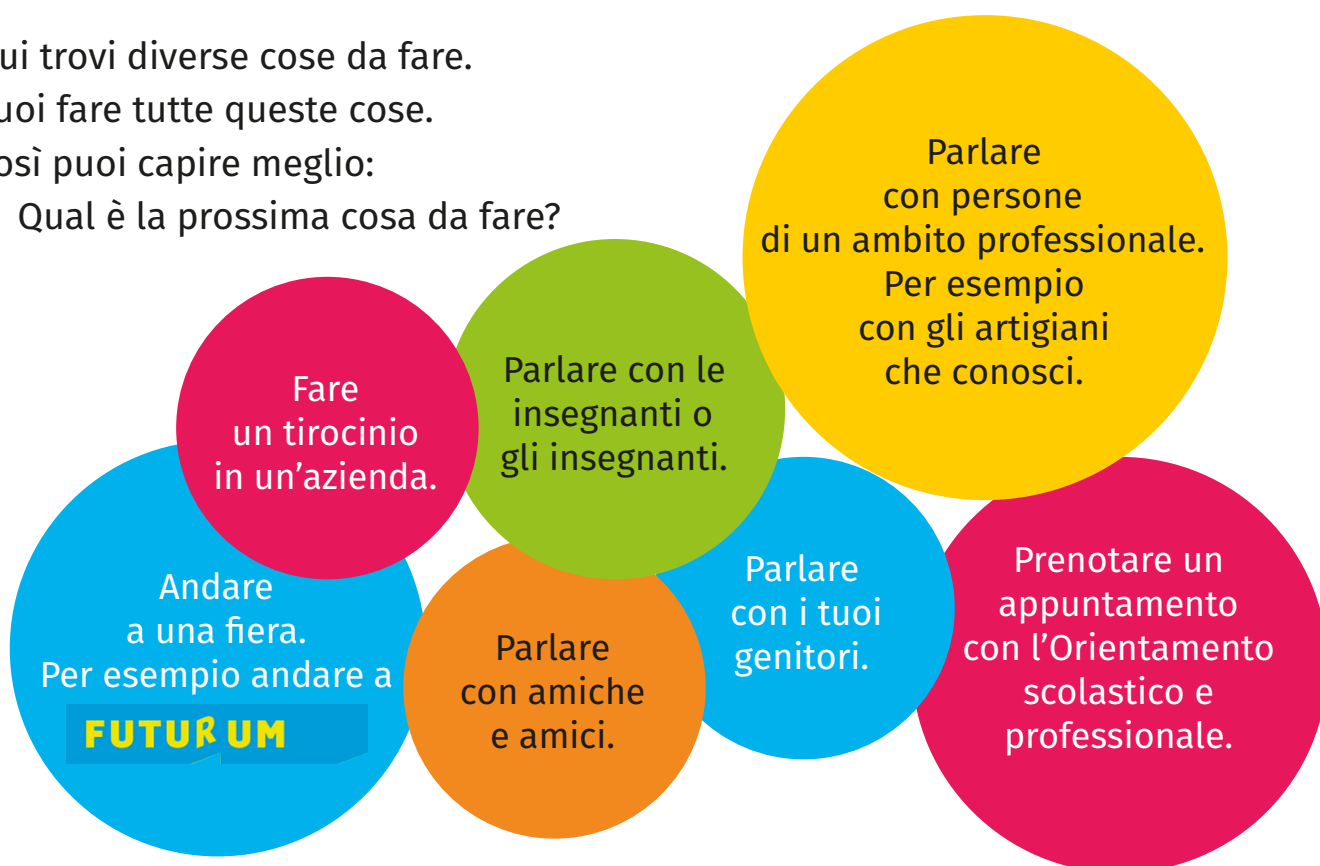 ui trovi diverse cose da fare.
uoi fare tutte queste cose.
osì puoi capire meglio:
Qual è la prossima cosa da fare?
Parlare
con persone
di un ambito professionale.
Per esempio
con gli artigiani
che conosci.
Fare
un tirocinio
in un’azienda.
Parlare con le
insegnanti o
gli insegnanti.
Andare
a una fiera.
Per esempio andare a
FUTURUM
Parlare
con amiche
e amici.
Parlare
con i tuoi
genitori.
Prenotare un
appuntamento
con l’Orientamento
scolastico e
professionale.